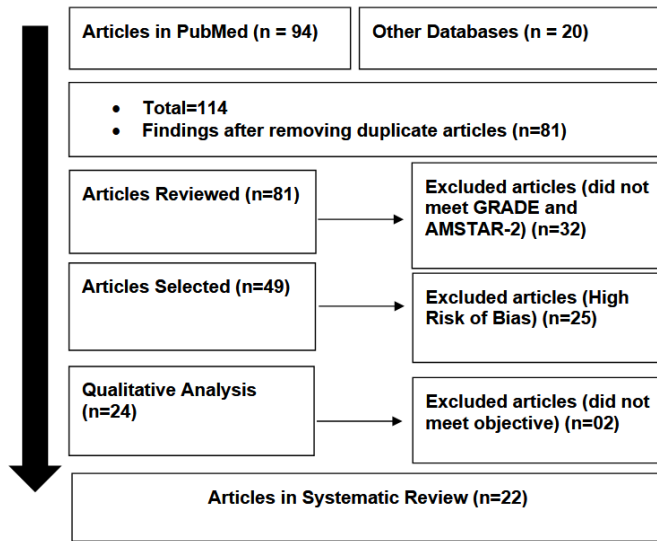 Articles in PubMed (n = 94)
Other Databases (n = 20)
• Total=114
• Findings after removing duplicate articles (n=81)
Articles Reviewed (n=81)
Excluded articles (did not
meet GRADE and
AMSTAR-2) (n=32)
Articles Selected (n=49)
Excluded articles (High
Risk of Bias) (n=25)
Qualitative Analysis
(n=24)
Excluded articles (did not
meet objective) (n=02)
Articles in Systematic Review (n=22)